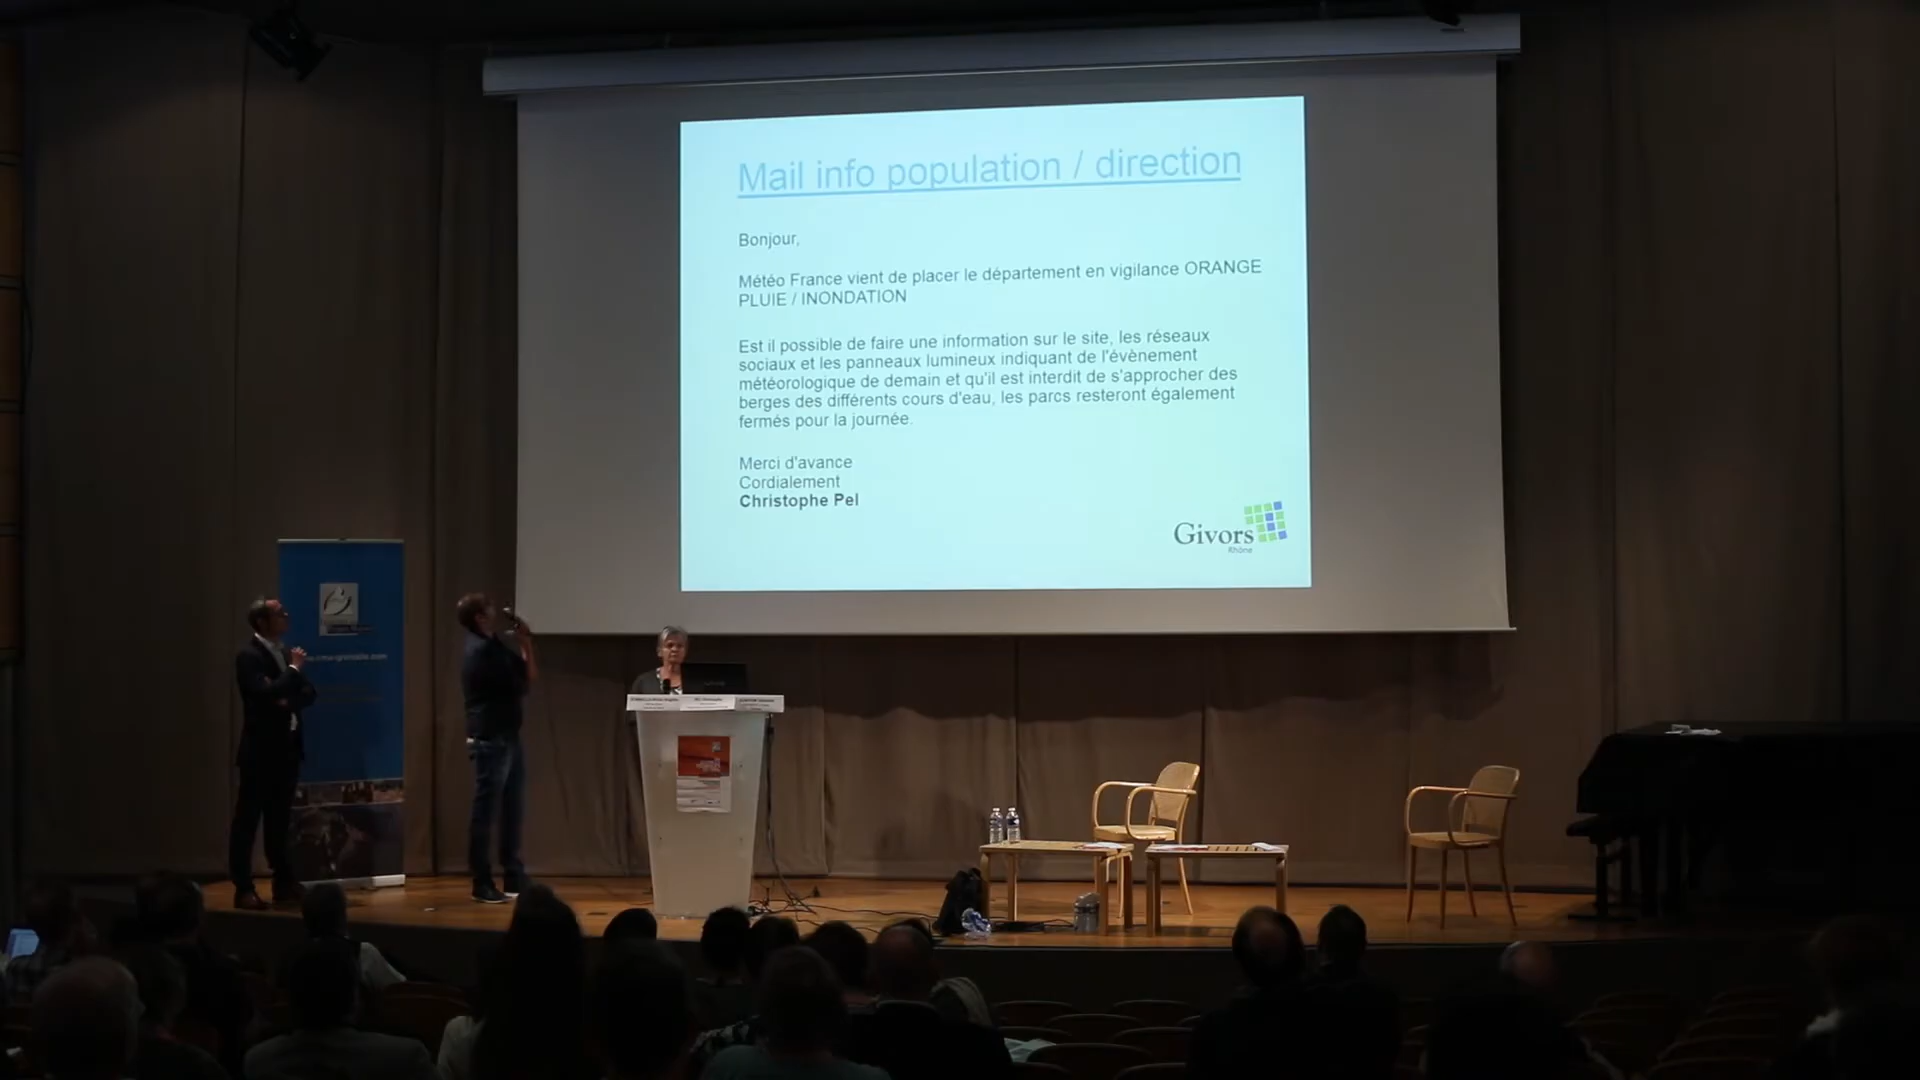 Mail info population / direction
Bonjour,
Météo France vient de placer le département en vigilance ORANGE
PLUIE / INONDATION
Est il possible de faire une information sur le site, les réseaux
sociaux et les panneaux lumineux indiquant de l'évènement
météorologique de demain et qu'il est interdit de s'approcher des
berges des différents cours d'eau, les parcs resteront également
fermés pour la journée.
Merci d'avance
Cordialement
Christophe Pel
Givors
Rhône